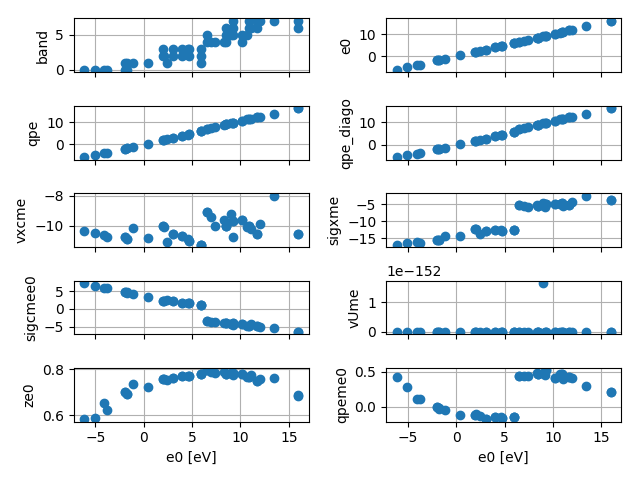 band
5
0
e0
10
0
qpe
10
0
qpe_diago
10
0
vxcme
−8
−10
sigxme
−5
−10
−15
sigcmee0
5
0
−5
1e−152
vUme
1
0
ze0
0.8
0.6
−5 0 5 10 15
e0 [eV]
qpeme0
0.5
0.0
−5 0 5 10 15
e0 [eV]